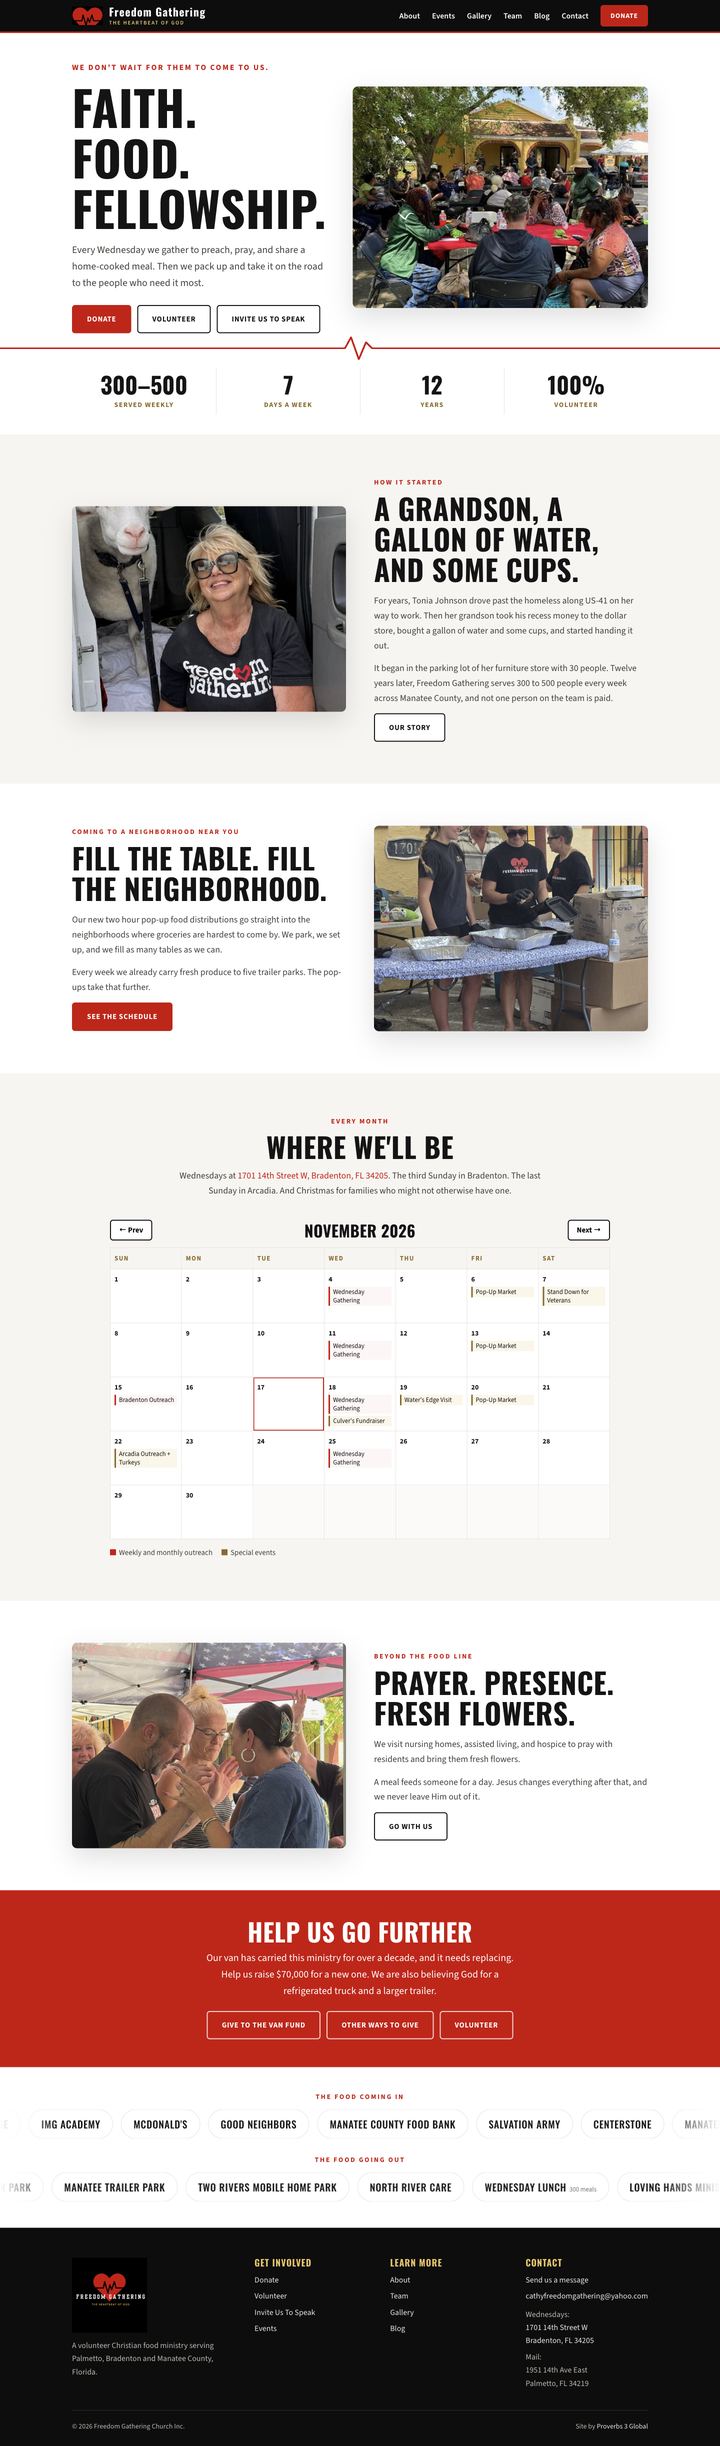 Freedom Gathering
THE HEARTBEAT OF GOD
About Events Gallery Team Blog Contact DONATE
WE DON'T WAIT FOR THEM TO COME TO US.
FAITH.
FOOD.
FELLOWSHIP.
Every Wednesday we gather to preach, pray, and share a
home-cooked meal. Then we pack up and take it on the road
to the people who need it most.
DONATE VOLUNTEER INVITE US TO SPEAK
300–500 7 12 100%
SERVED WEEKLY DAYS A WEEK YEARS VOLUNTEER
HOW IT STARTED
A GRANDSON, A
GALLON OF WATER,
AND SOME CUPS.
For years, Tonia Johnson drove past the homeless along US-41 on her
way to work. Then her grandson took his recess money to the dollar
store, bought a gallon of water and some cups, and started handing it
out.
It began in the parking lot of her furniture store with 30 people. Twelve
years later, Freedom Gathering serves 300 to 500 people every week
across Manatee County, and not one person on the team is paid.
OUR STORY
COMING TO A NEIGHBORHOOD NEAR YOU
FILL THE TABLE. FILL
THE NEIGHBORHOOD.
Our new two hour pop-up food distributions go straight into the
neighborhoods where groceries are hardest to come by. We park, we set
up, and we fill as many tables as we can.
Every week we already carry fresh produce to five trailer parks. The pop-
ups take that further.
SEE THE SCHEDULE
EVERY MONTH
WHERE WE'LL BE
Wednesdays at 1701 14th Street W, Bradenton, FL 34205. The third Sunday in Bradenton. The last
Sunday in Arcadia. And Christmas for families who might not otherwise have one.
← Prev NOVEMBER 2026 Next →
SUN MON TUE WED THU FRI SAT
1 2 3 4 5 6 7
Wednesday Gathering Pop-Up Market Stand Down for Veterans
8 9 10 11 12 13 14
Wednesday Gathering Pop-Up Market
15 16 17 18 19 20 21
Bradenton Outreach Wednesday Gathering Culver's Fundraiser Water's Edge Visit Pop-Up Market
22 23 24 25 26 27 28
Arcadia Outreach + Turkeys Wednesday Gathering
29 30
Weekly and monthly outreach Special events
BEYOND THE FOOD LINE
PRAYER. PRESENCE.
FRESH FLOWERS.
We visit nursing homes, assisted living, and hospice to pray with
residents and bring them fresh flowers.
A meal feeds someone for a day. Jesus changes everything after that, and
we never leave Him out of it.
GO WITH US
HELP US GO FURTHER
Our van has carried this ministry for over a decade, and it needs replacing.
Help us raise $70,000 for a new one. We are also believing God for a
refrigerated truck and a larger trailer.
GIVE TO THE VAN FUND OTHER WAYS TO GIVE VOLUNTEER
THE FOOD COMING IN
IMG ACADEMY MCDONALD'S GOOD NEIGHBORS MANATEE COUNTY FOOD BANK SALVATION ARMY CENTERSTONE MANATE
THE FOOD GOING OUT
PARK MANATEE TRAILER PARK TWO RIVERS MOBILE HOME PARK NORTH RIVER CARE WEDNESDAY LUNCH 300 meals LOVING HANDS MINIS
FREEDOM GATHERING
THE HEARTBEAT OF GOD
A volunteer Christian food ministry serving
Palmetto, Bradenton and Manatee County,
Florida.
GET INVOLVED
Donate
Volunteer
Invite Us To Speak
Events
LEARN MORE
About
Team
Gallery
Blog
CONTACT
Send us a message
cathyfreedomgathering@yahoo.com
Wednesdays:
1701 14th Street W
Bradenton, FL 34205
Mail:
1951 14th Ave East
Palmetto, FL 34219
© 2026 Freedom Gathering Church Inc.
Site by Proverbs 3 Global